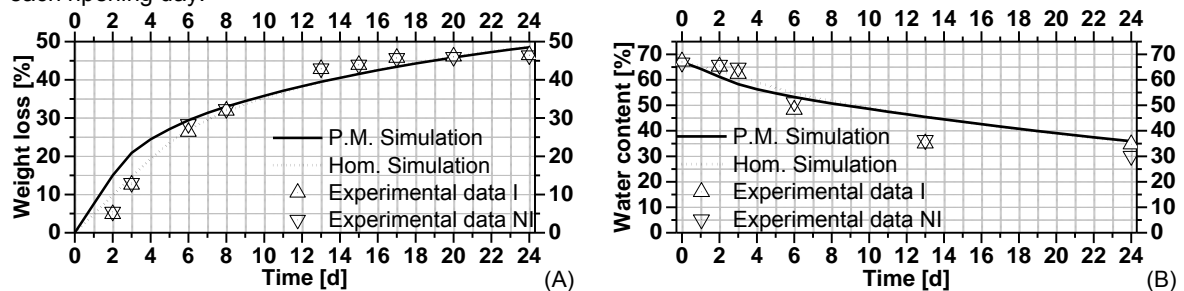 each ripening day.
0 2 4 6 8 10 12 14 16 18 20 22 24
50 50
40 40
30 30
20 20
10 10
0 0
Weight loss [%]
P.M. Simulation
Hom. Simulation
Experimental data I
Experimental data NI
0 2 4 6 8 10 12 14 16 18 20 22 24
Time [d]
(A)
0 2 4 6 8 10 12 14 16 18 20 22 24
70 70
60 60
50 50
40 40
30 30
20 20
10 10
0 0
Water content [%]
P.M. Simulation
Hom. Simulation
Experimental data I
Experimental data NI
0 2 4 6 8 10 12 14 16 18 20 22 24
Time [d]
(B)